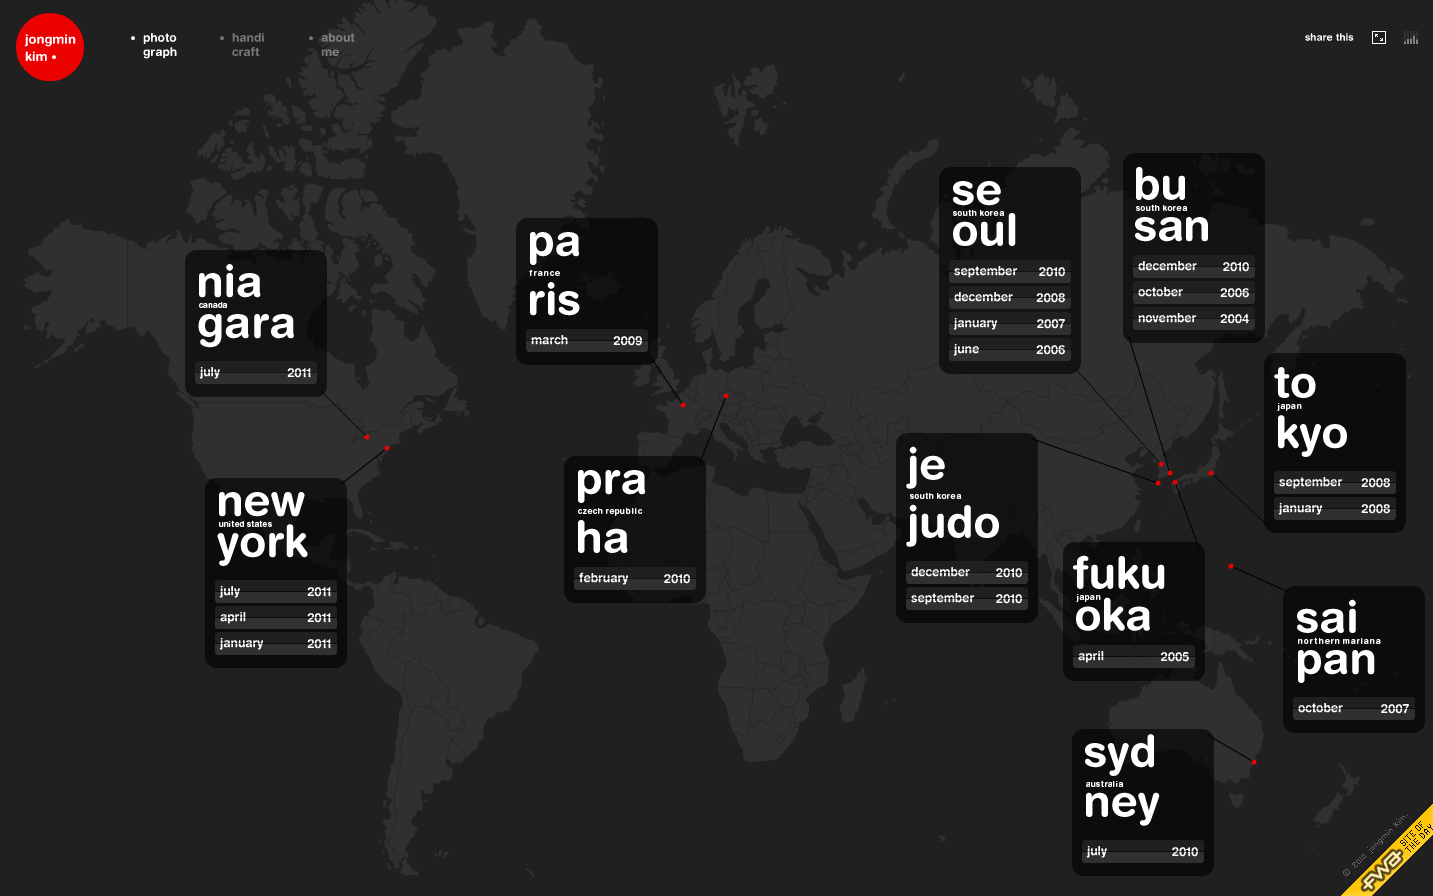 jongmin
kim •
• photo
graph
• handi
craft
• about
me
share this
nia
canada
gara
july 2011
new
united states
york
july 2011
april 2011
january 2011
pa
france
ris
march 2009
pra
czech republic
ha
february 2010
se
south korea
oul
september 2010
december 2008
january 2007
june 2006
bu
south korea
san
december 2010
october 2006
november 2004
to
japan
kyo
september 2008
january 2008
je
south korea
judo
december 2010
september 2010
fuku
japan
oka
april 2005
sai
northern mariana
pan
october 2007
syd
australia
ney
july 2010
© 2010 jongmin kim.
fwa
SITE OF
THE DAY